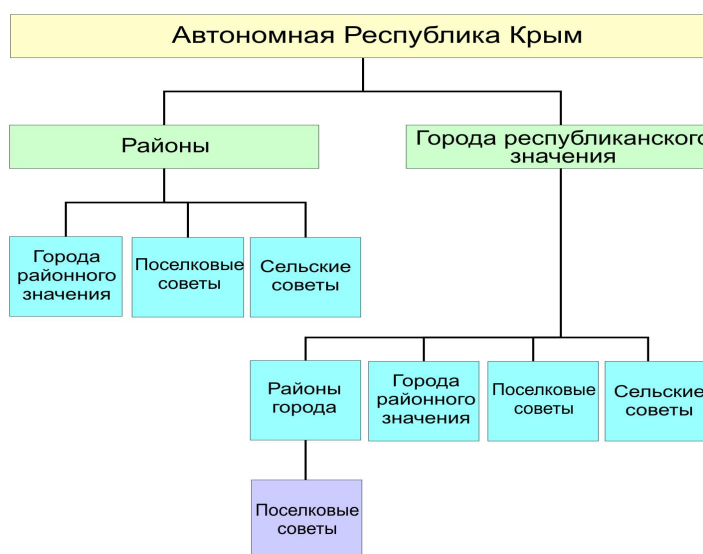 Автономная Республика Крым
Районы
Города республиканского
значения
Города
районного
значения
Поселковые
советы
Сельские
советы
Районы
города
Города
районного
значения
Поселковые
советы
Сельские
советы
Поселковые
советы